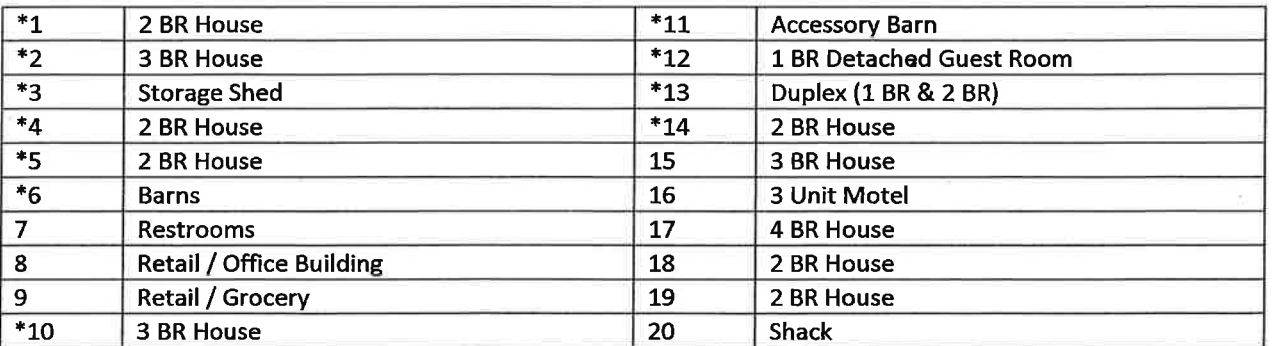 *1 2 BR House *11 Accessory Barn
*2 3 BR House *12 1 BR Detached Guest Room
*3 Storage Shed *13 Duplex (1 BR & 2 BR)
*4 2 BR House *14 2 BR House
*5 2 BR House 15 3 BR House
*6 Barns 16 3 Unit Motel
7 Restrooms 17 4 BR House
8 Retail / Office Building 18 2 BR House
9 Retail / Grocery 19 2 BR House
*10 3 BR House 20 Shack